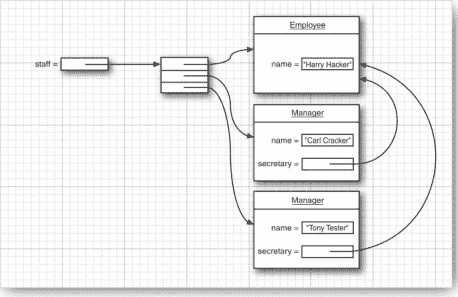 Employee
staff =
name = "Harry Hacker"
Manager
name = "Carl Cracker"
secretary =
Manager
name = "Tony Tester"
secretary =